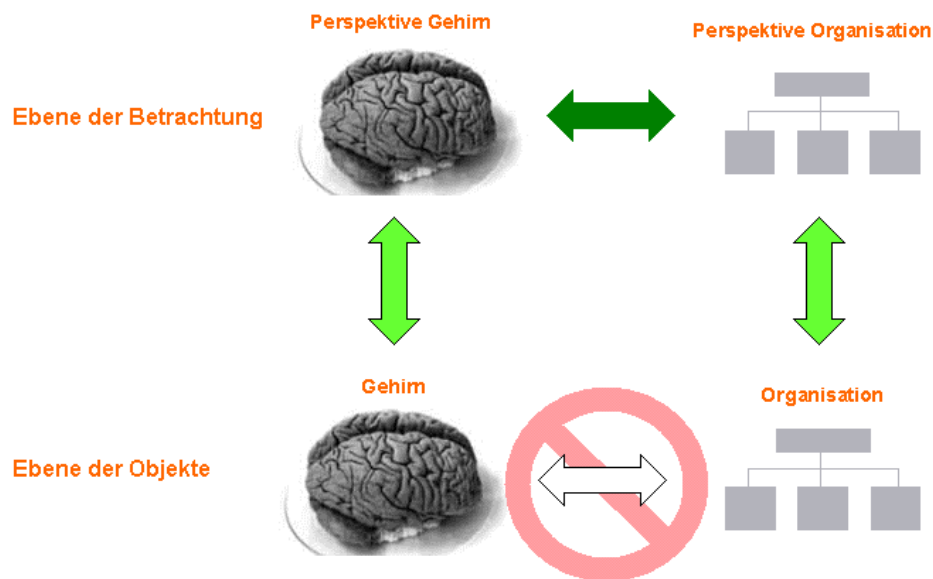 Perspektive Gehirn
Perspektive Organisation
Ebene der Betrachtung
Gehirn
Organisation
Ebene der Objekte